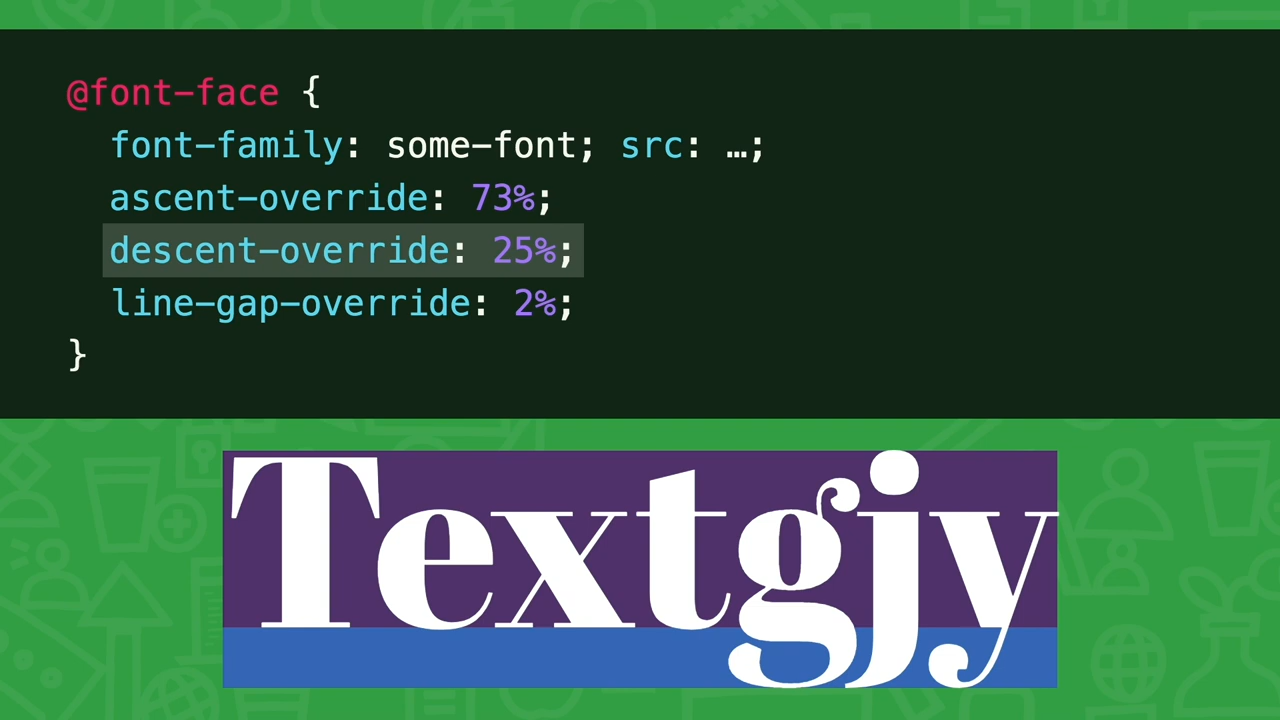 @font-face {
font-family: some-font; src: …;
ascent-override: 73%;
descent-override: 25%;
line-gap-override: 2%;
}
Textgjy